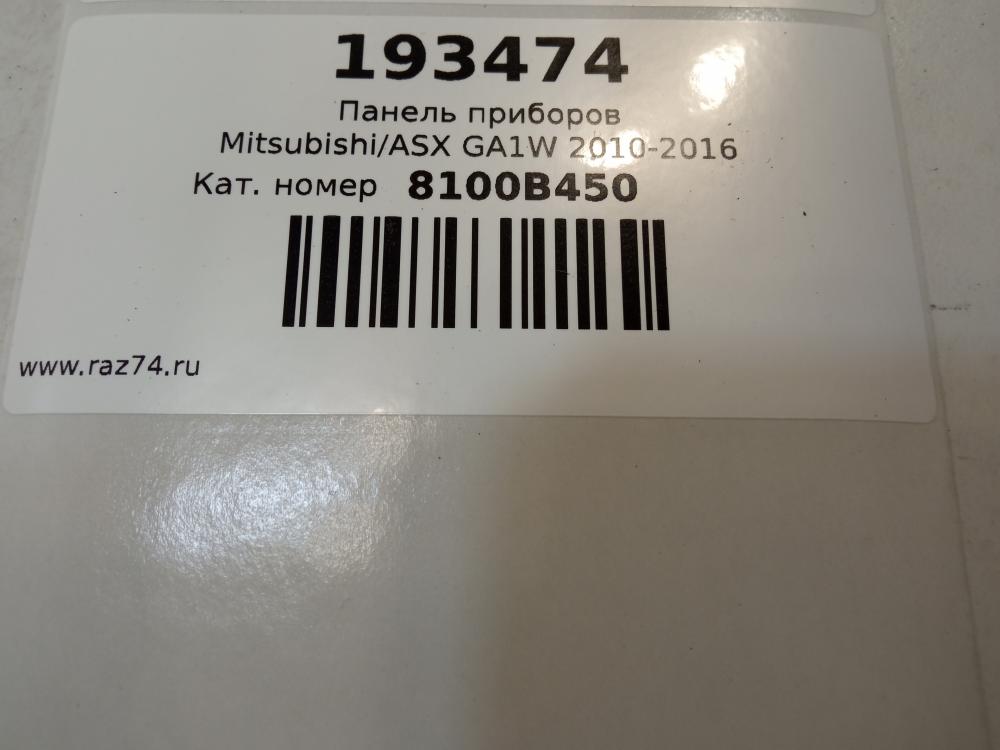 193474
Панель приборов
Mitsubishi/ASX GA1W 2010-2016
Кат. номер 8100B450
www.raz74.ru